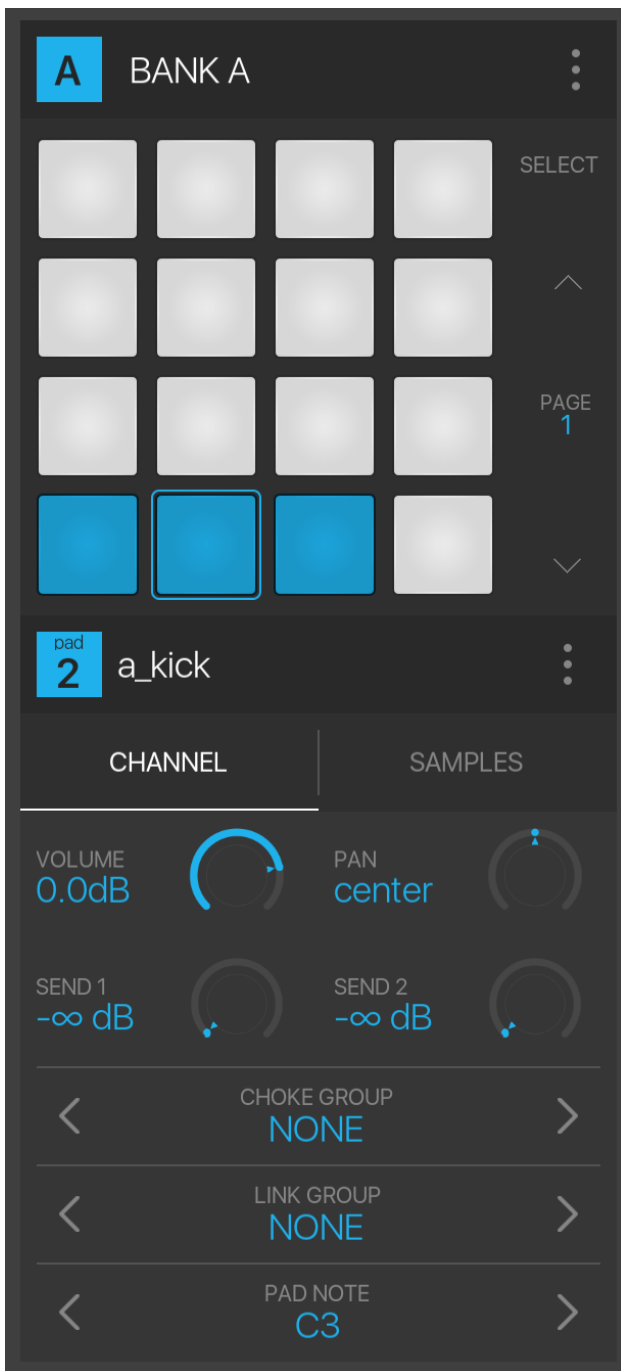 A BANK A
SELECT
PAGE
1
pad
2
a_kick
CHANNEL SAMPLES
VOLUME
0.0dB
PAN
center
SEND 1
-∞ dB
SEND 2
-∞ dB
CHOKE GROUP
NONE
LINK GROUP
NONE
PAD NOTE
C3